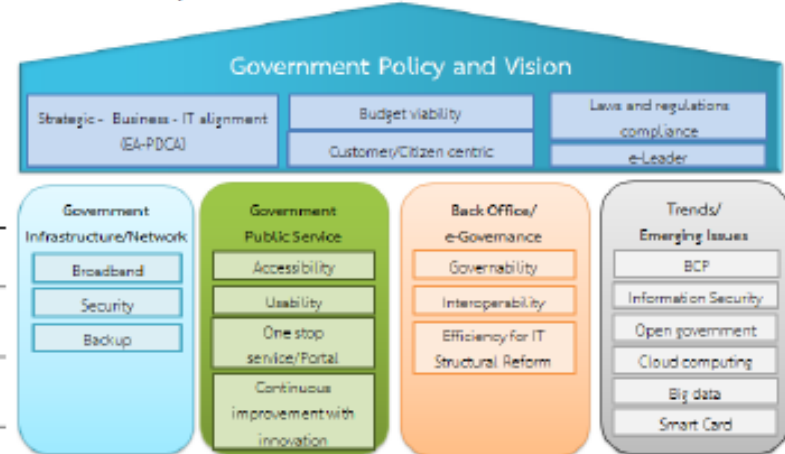 Government Policy and Vision
Strategic - Business - IT alignment
(EA-PDCA)
Budget viability
Customer/Citizen centric
Laws and regulations
compliance
e-Leader
Government
Infrastructure/Network
Broadband
Security
Backup
Government
Public Service
Accessibility
Usability
One stop
service/Portal
Continuous
improvement with
innovation
Back Office/
e-Governance
Governability
Interoperability
Efficiency for IT
Structural Reform
Trends/
Emerging Issues
BCP
Information Security
Open government
Cloud computing
Big data
Smart Card